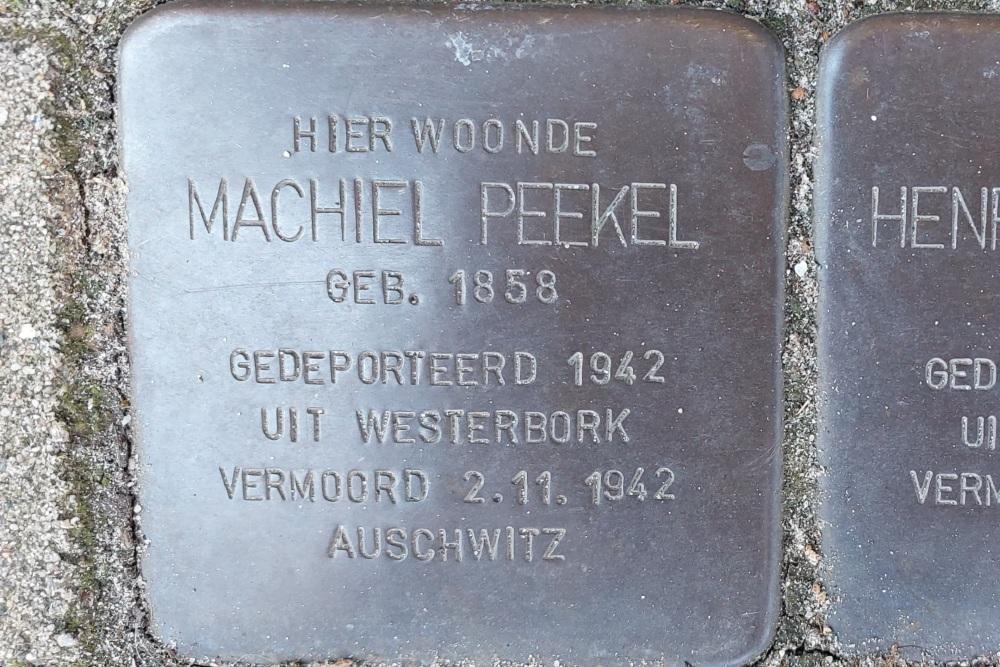 HIER WOONDE
MACHIEL PEEKEL
GEB. 1858
GEDEPORTEERD 1942
UIT WESTERBORK
VERMOORD 2.11.1942
AUSCHWITZ